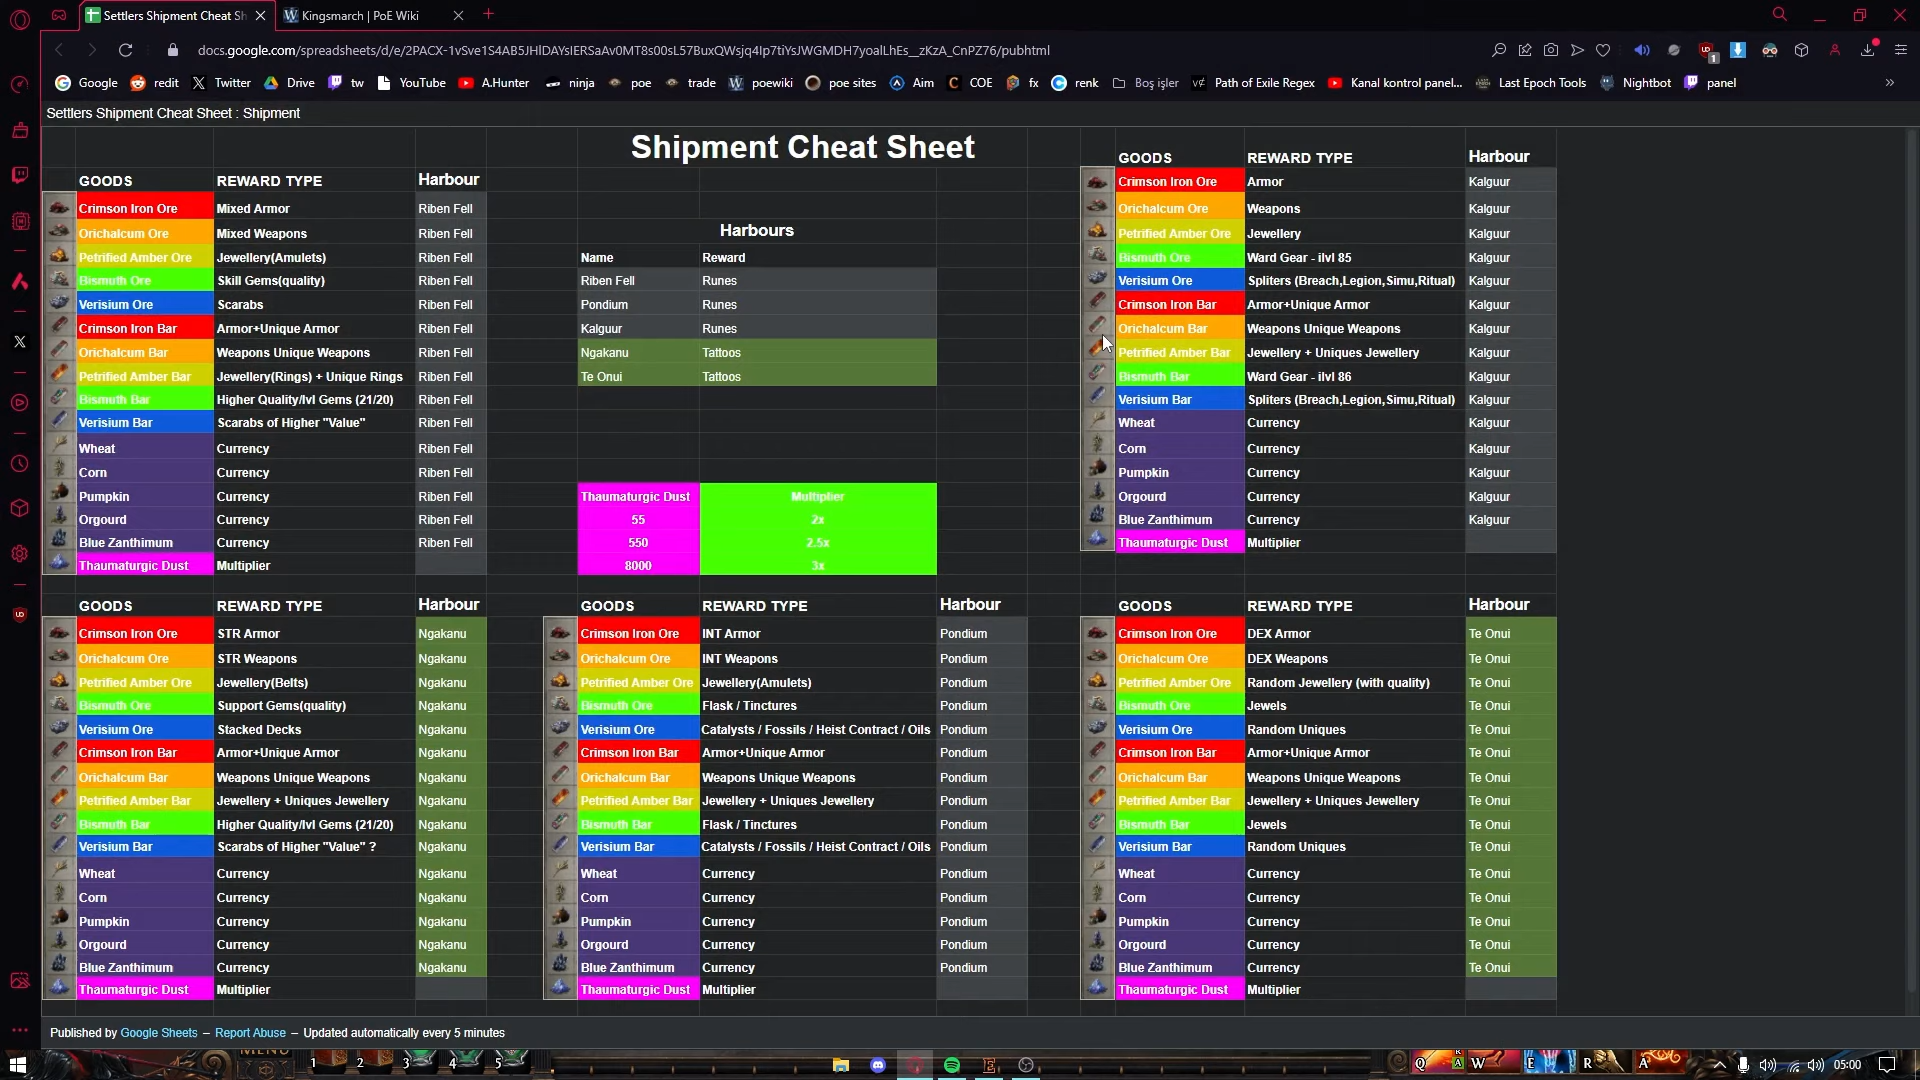 Settlers Shipment Cheat Sh
Kingsmarch | PoE Wiki
docs.google.com/spreadsheets/d/e/2PACX-1vSve1S4AB5JHlDAYsIERSaAv0MT8s00sL57BuxQWsjq4Ip7tiYsJWGMDH7yoalLhEs__zKzA_CnPZ76/pubhtml
Google redit Twitter Drive tw YouTube A.Hunter ninja poe trade poewiki poe sites Aim COE fx renk Boş işler Path of Exile Regex Kanal kontrol panel... Last Epoch Tools Nightbot panel
Settlers Shipment Cheat Sheet : Shipment
Shipment Cheat Sheet
GOODS REWARD TYPE Harbour
Crimson Iron Ore Mixed Armor Riben Fell
Orichalcum Ore Mixed Weapons Riben Fell
Petrified Amber Ore Jewellery(Amulets) Riben Fell
Bismuth Ore Skill Gems(quality) Riben Fell
Verisium Ore Scarabs Riben Fell
Crimson Iron Bar Armor+Unique Armor Riben Fell
Orichalcum Bar Weapons Unique Weapons Riben Fell
Petrified Amber Bar Jewellery(Rings) + Unique Rings Riben Fell
Bismuth Bar Higher Quality/lvl Gems (21/20) Riben Fell
Verisium Bar Scarabs of Higher "Value" Riben Fell
Wheat Currency Riben Fell
Corn Currency Riben Fell
Pumpkin Currency Riben Fell
Orgourd Currency Riben Fell
Blue Zanthimum Currency Riben Fell
Thaumaturgic Dust Multiplier
Harbours
Name Reward
Riben Fell Runes
Pondium Runes
Kalguur Runes
Ngakanu Tattoos
Te Onui Tattoos
Thaumaturgic Dust Multiplier
55 2x
550 2.5x
8000 3x
GOODS REWARD TYPE Harbour
Crimson Iron Ore Armor Kalguur
Orichalcum Ore Weapons Kalguur
Petrified Amber Ore Jewellery Kalguur
Bismuth Ore Ward Gear - ilvl 85 Kalguur
Verisium Ore Spliters (Breach,Legion,Simu,Ritual) Kalguur
Crimson Iron Bar Armor+Unique Armor Kalguur
Orichalcum Bar Weapons Unique Weapons Kalguur
Petrified Amber Bar Jewellery + Uniques Jewellery Kalguur
Bismuth Bar Ward Gear - ilvl 86 Kalguur
Verisium Bar Spliters (Breach,Legion,Simu,Ritual) Kalguur
Wheat Currency Kalguur
Corn Currency Kalguur
Pumpkin Currency Kalguur
Orgourd Currency Kalguur
Blue Zanthimum Currency Kalguur
Thaumaturgic Dust Multiplier
GOODS REWARD TYPE Harbour
Crimson Iron Ore STR Armor Ngakanu
Orichalcum Ore STR Weapons Ngakanu
Petrified Amber Ore Jewellery(Belts) Ngakanu
Bismuth Ore Support Gems(quality) Ngakanu
Verisium Ore Stacked Decks Ngakanu
Crimson Iron Bar Armor+Unique Armor Ngakanu
Orichalcum Bar Weapons Unique Weapons Ngakanu
Petrified Amber Bar Jewellery + Uniques Jewellery Ngakanu
Bismuth Bar Higher Quality/lvl Gems (21/20) Ngakanu
Verisium Bar Scarabs of Higher "Value" ? Ngakanu
Wheat Currency Ngakanu
Corn Currency Ngakanu
Pumpkin Currency Ngakanu
Orgourd Currency Ngakanu
Blue Zanthimum Currency Ngakanu
Thaumaturgic Dust Multiplier
GOODS REWARD TYPE Harbour
Crimson Iron Ore INT Armor Pondium
Orichalcum Ore INT Weapons Pondium
Petrified Amber Ore Jewellery(Amulets) Pondium
Bismuth Ore Flask / Tinctures Pondium
Verisium Ore Catalysts / Fossils / Heist Contract / Oils Pondium
Crimson Iron Bar Armor+Unique Armor Pondium
Orichalcum Bar Weapons Unique Weapons Pondium
Petrified Amber Bar Jewellery + Uniques Jewellery Pondium
Bismuth Bar Flask / Tinctures Pondium
Verisium Bar Catalysts / Fossils / Heist Contract / Oils Pondium
Wheat Currency Pondium
Corn Currency Pondium
Pumpkin Currency Pondium
Orgourd Currency Pondium
Blue Zanthimum Currency Pondium
Thaumaturgic Dust Multiplier
GOODS REWARD TYPE Harbour
Crimson Iron Ore DEX Armor Te Onui
Orichalcum Ore DEX Weapons Te Onui
Petrified Amber Ore Random Jewellery (with quality) Te Onui
Bismuth Ore Jewels Te Onui
Verisium Ore Random Uniques Te Onui
Crimson Iron Bar Armor+Unique Armor Te Onui
Orichalcum Bar Weapons Unique Weapons Te Onui
Petrified Amber Bar Jewellery + Uniques Jewellery Te Onui
Bismuth Bar Jewels Te Onui
Verisium Bar Random Uniques Te Onui
Wheat Currency Te Onui
Corn Currency Te Onui
Pumpkin Currency Te Onui
Orgourd Currency Te Onui
Blue Zanthimum Currency Te Onui
Thaumaturgic Dust Multiplier
Published by Google Sheets – Report Abuse – Updated automatically every 5 minutes
MENU 1 2 3 4 5 Q W E R A 05:00